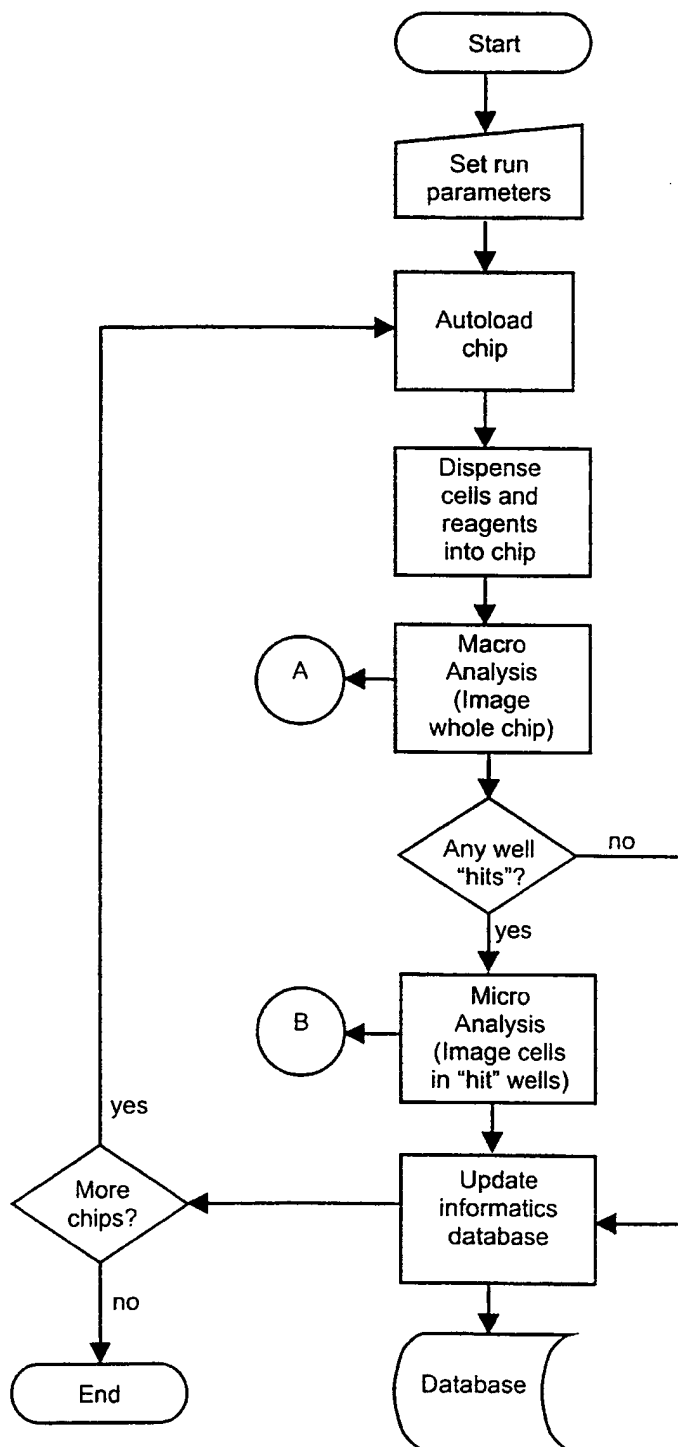 Start
Set run
parameters
Autoload
chip
Dispense
cells and
reagents
into chip
Macro
Analysis
(Image
whole chip)
A
Any well
"hits"?
no
yes
Micro
Analysis
(Image cells
in "hit" wells)
B
yes
More
chips?
Update
informatics
database
no
End
Database